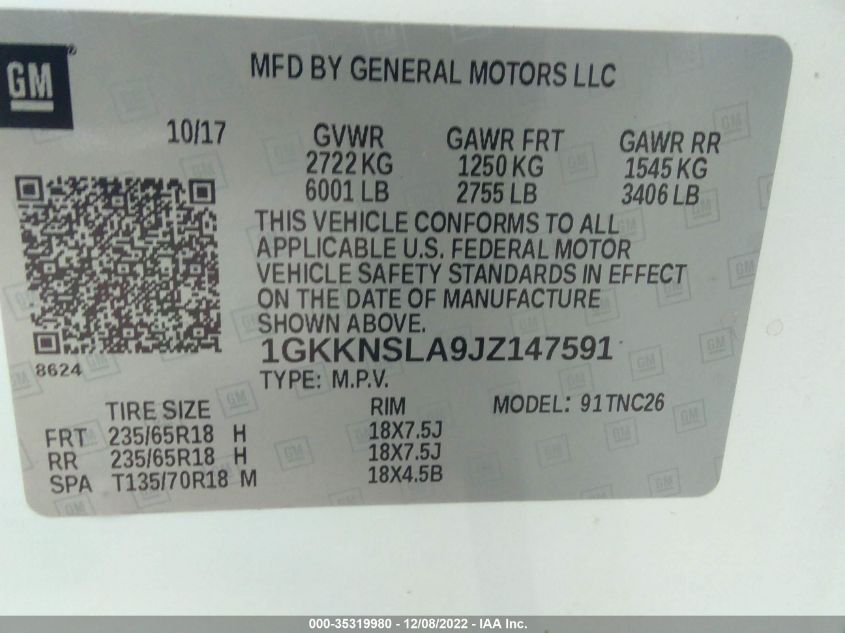 GM
MFD BY GENERAL MOTORS LLC
10/17 GVWR GAWR FRT GAWR RR
2722 KG 1250 KG 1545 KG
6001 LB 2755 LB 3406 LB
THIS VEHICLE CONFORMS TO ALL
APPLICABLE U.S. FEDERAL MOTOR
VEHICLE SAFETY STANDARDS IN EFFECT
ON THE DATE OF MANUFACTURE
SHOWN ABOVE.
8624
1GKKNSLA9JZ147591
TYPE: M.P.V.
TIRE SIZE RIM MODEL: 91TNC26
FRT 235/65R18 H 18X7.5J
RR 235/65R18 H 18X7.5J
SPA T135/70R18 M 18X4.5B
000-35319980 - 12/08/2022 - IAA Inc.